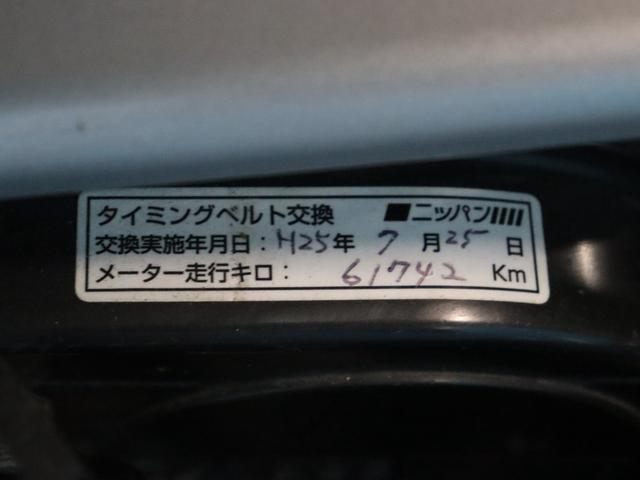 タイミングベルト交換 ニッパン
交換実施年月日：H25年 7月25日
メーター走行キロ： 61742 Km